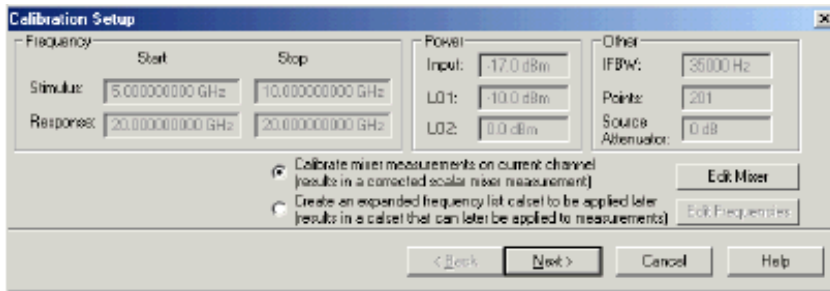 Calibration Setup
Frequency
Start Stop
Stimulus: 5.000000000 GHz 10.000000000 GHz
Response: 20.000000000 GHz 20.000000000 GHz
Power
Input: -17.0 dBm
LO1: -10.0 dBm
LO2: 0.0 dBm
Other
IFBW: 35000 Hz
Points: 201
Source Attenuator: 0 dB
Calibrate mixer measurements on current channel
(results in a corrected scalar mixer measurement)
Edit Mixer
Create an expanded frequency list calset to be applied later
(results in a calset that can later be applied to measurements)
Edit Frequencies
< Back Next > Cancel Help